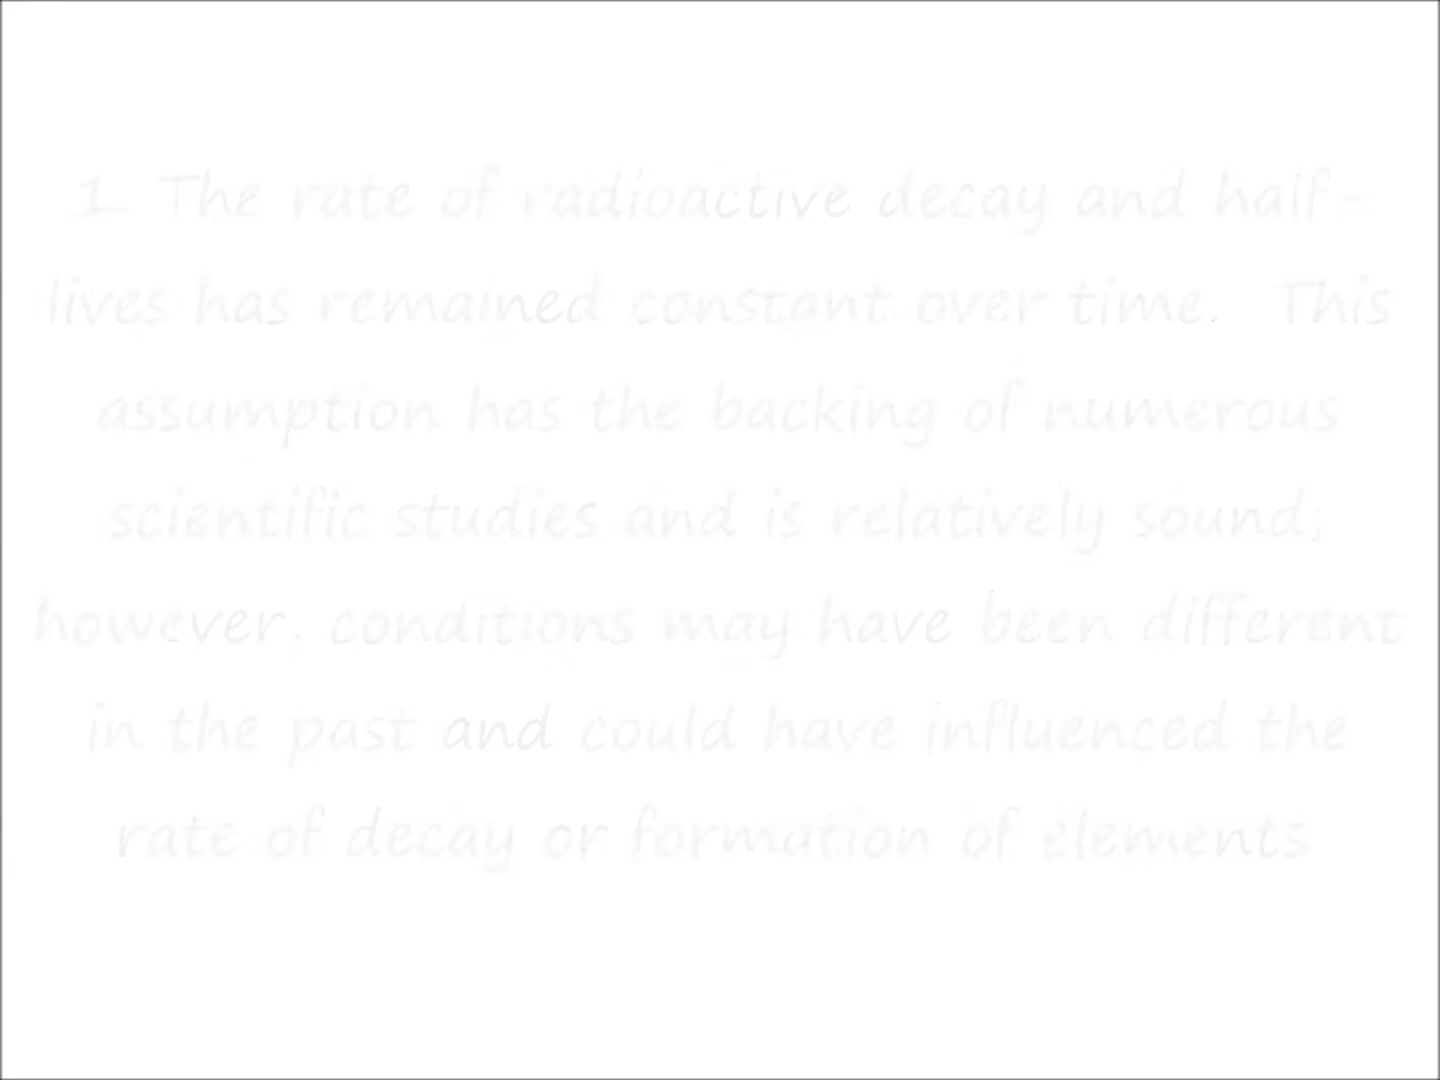 1. The rate of radioactive decay and half-
lives has remained constant over time. This
assumption has the backing of numerous
scientific studies and is relatively sound;
however, conditions may have been different
in the past and could have influenced the
rate of decay or formation of elements